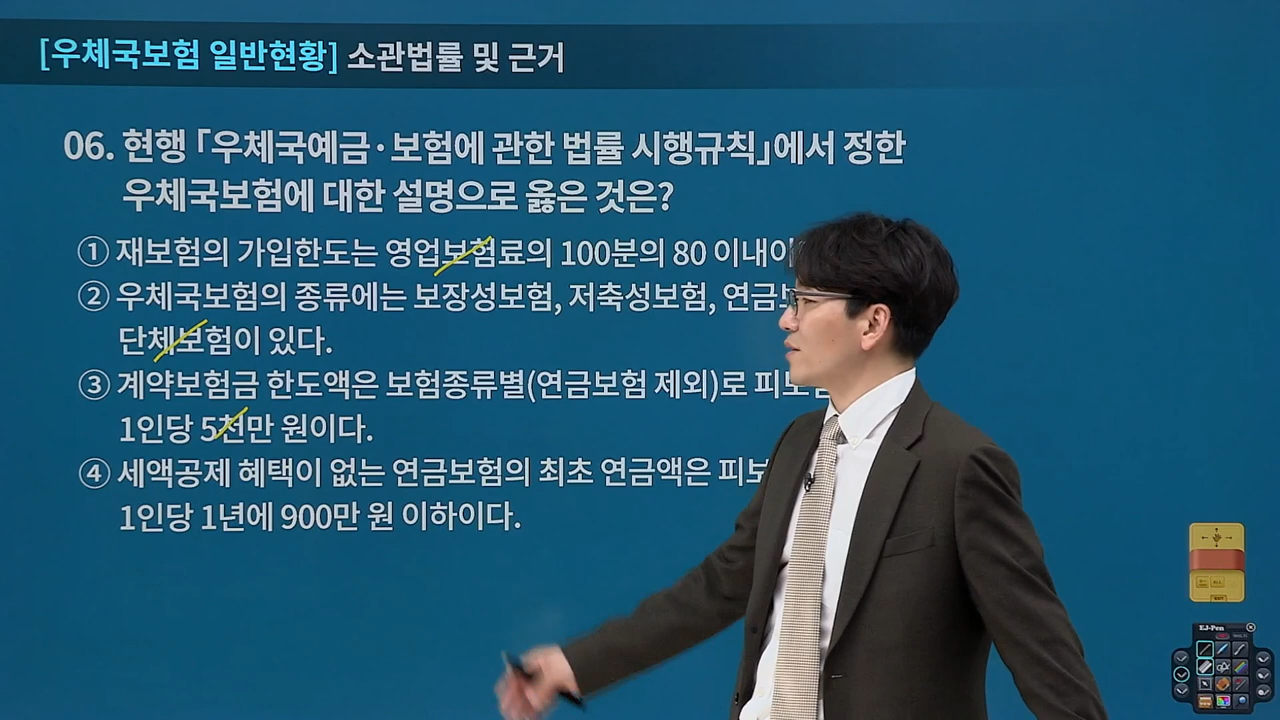 [우체국보험 일반현황] 소관법률 및 근거
06. 현행 「우체국예금·보험에 관한 법률 시행규칙」에서 정한
우체국보험에 대한 설명으로 옳은 것은?
① 재보험의 가입한도는 영업보험료의 100분의 80 이내이
② 우체국보험의 종류에는 보장성보험, 저축성보험, 연금보
단체보험이 있다.
③ 계약보험금 한도액은 보험종류별(연금보험 제외)로 피보
1인당 5천만 원이다.
④ 세액공제 혜택이 없는 연금보험의 최초 연금액은 피보
1인당 1년에 900만 원 이하이다.
EJ-Pen